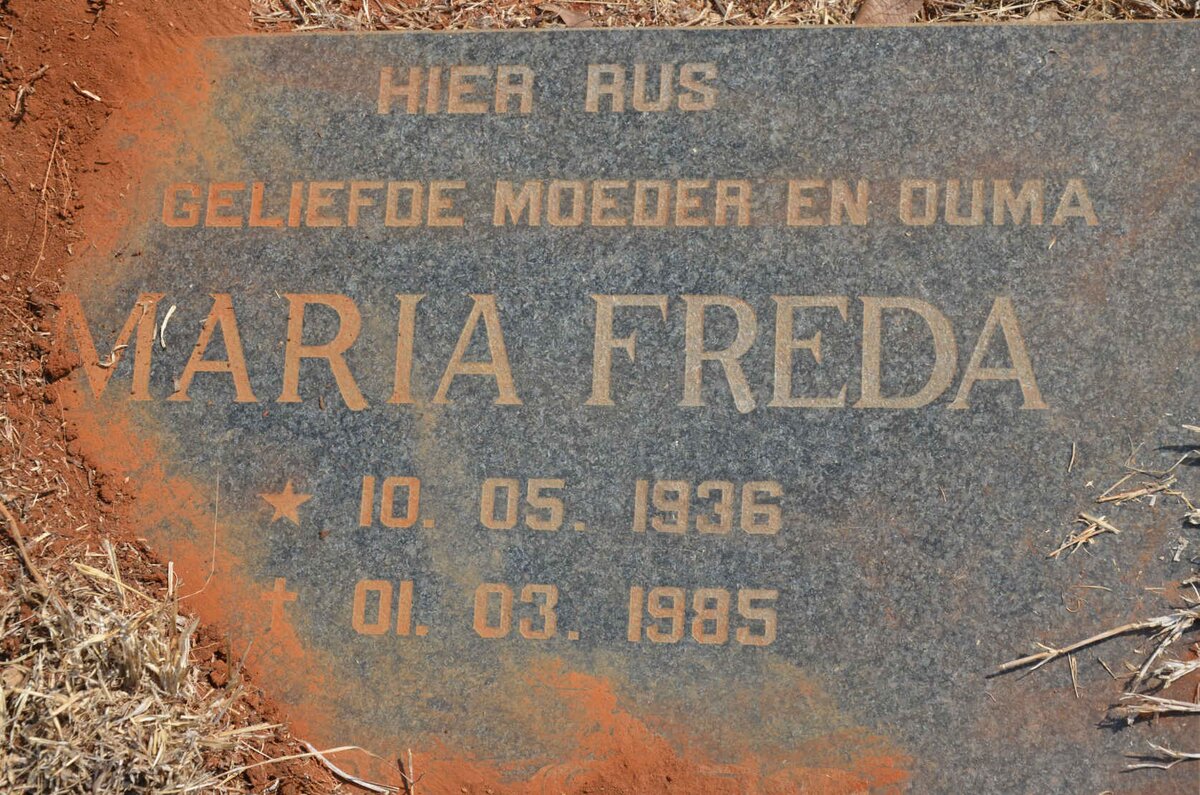 HIER RUS
GELIEFDE MOEDER EN OUMA
MARIA FREDA
★ 10. 05. 1936
✝ 01. 03. 1985